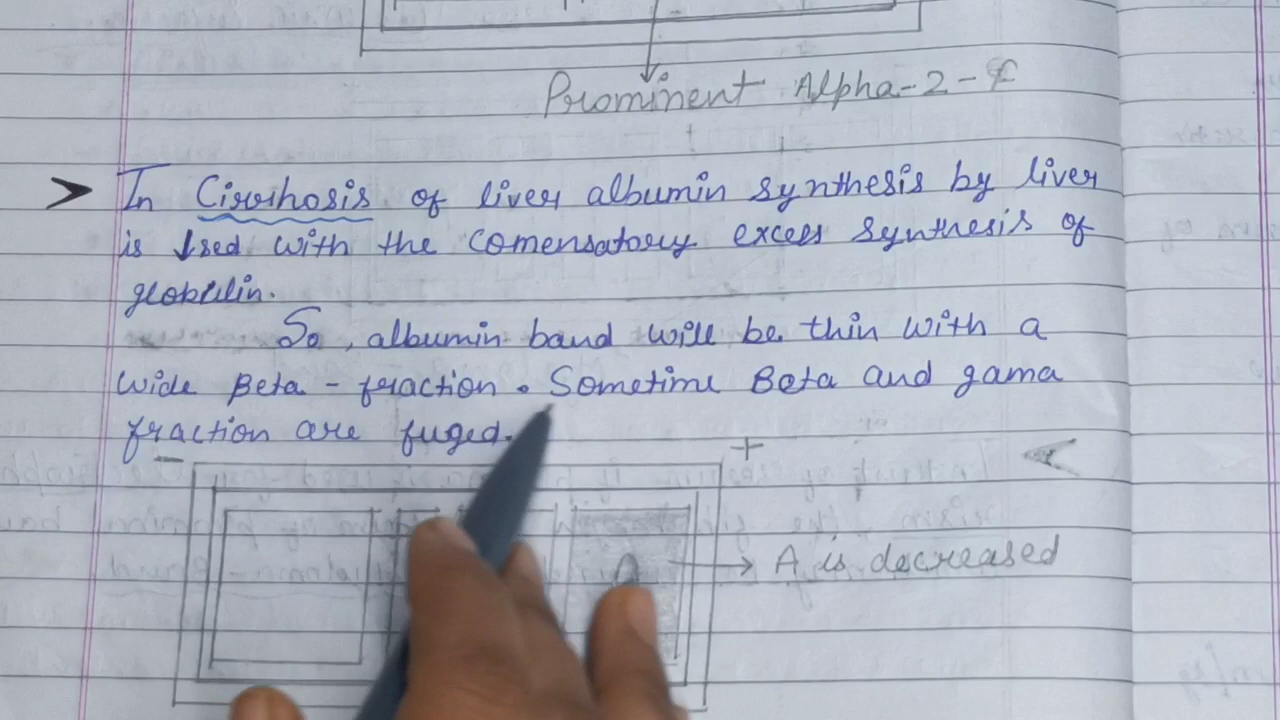 Prominent Alpha-2-f
> In Cirrhosis of liver albumin synthesis by liver
is ↓sed with the comensatory excess synthesis of
globulin.
So, albumin band will be thin with a
wide Beta - fraction. Sometime Beta and gama
fraction are fuged.
- +
A → A is decreased